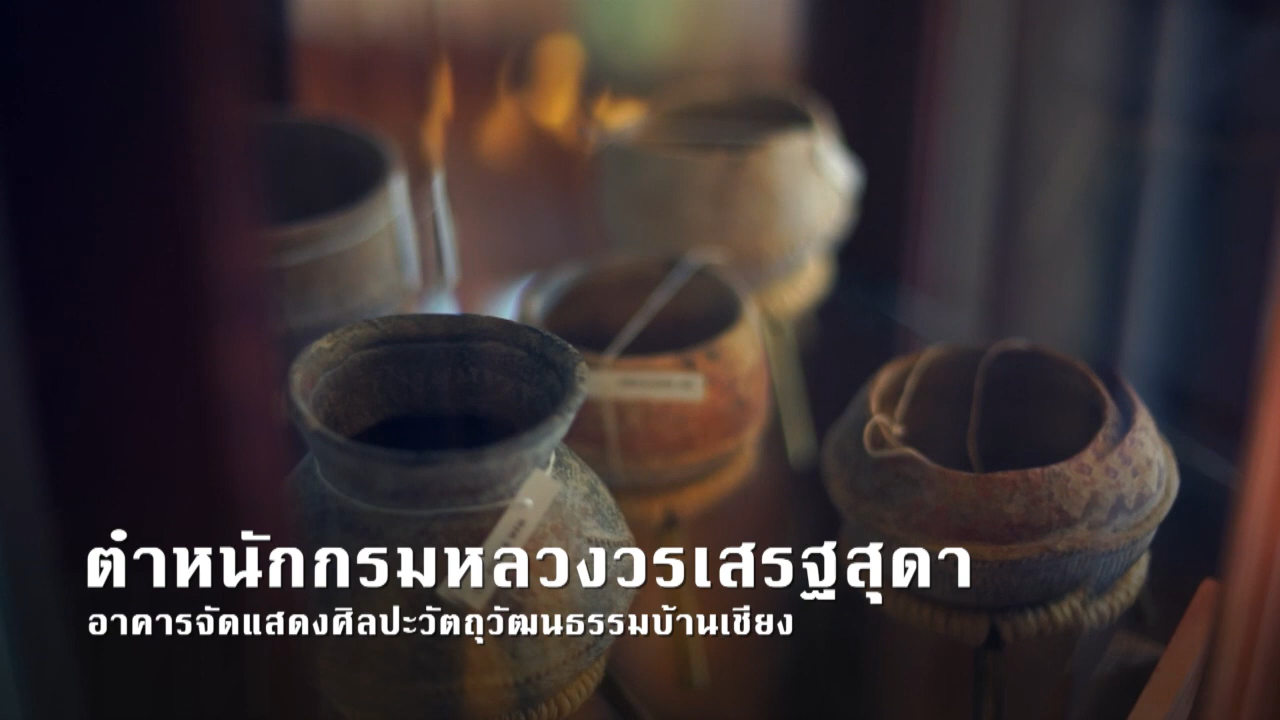 ตำหนักกรมหลวงวรเสรฐสุดา
อาคารจัดแสดงศิลปะวัตถุวัฒนธรรมบ้านเชียง